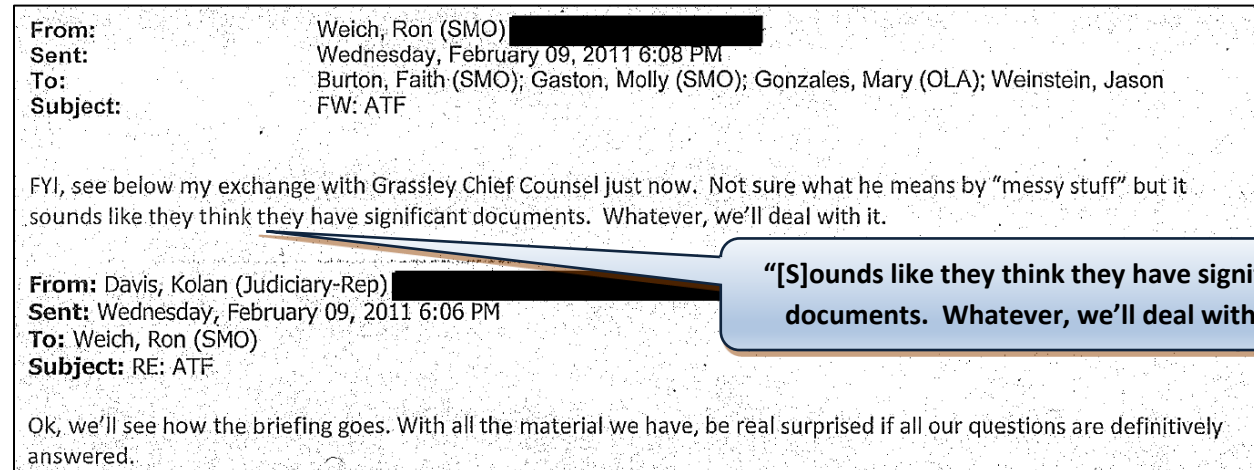 From: Weich, Ron (SMO)
Sent: Wednesday, February 09, 2011 6:08 PM
To: Burton, Faith (SMO); Gaston, Molly (SMO); Gonzales, Mary (OLA); Weinstein, Jason
Subject: FW: ATF
FYI, see below my exchange with Grassley Chief Counsel just now. Not sure what he means by “messy stuff” but it
sounds like they think they have significant documents. Whatever, we’ll deal with it.
“[S]ounds like they think they have
documents. Whatever, we’ll deal with
From: Davis, Kolan (Judiciary-Rep)
Sent: Wednesday, February 09, 2011 6:06 PM
To: Weich, Ron (SMO)
Subject: RE: ATF
Ok, we’ll see how the briefing goes. With all the material we have, be real surprised if all our questions are definitively
answered.